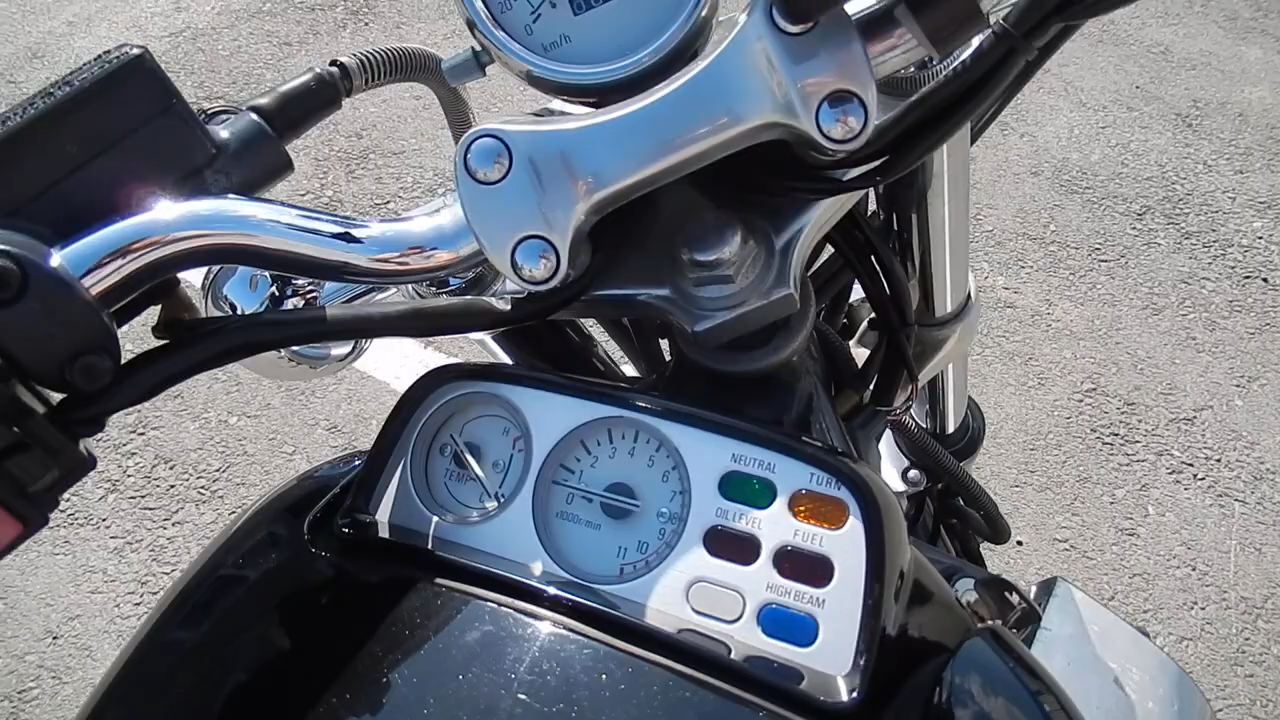 20
0
km/h
H
TEMP
C
0 1 2 3 4 5 6 7 8 9 10 11
x1000r/min
NEUTRAL
TURN
OIL LEVEL
FUEL
HIGH BEAM